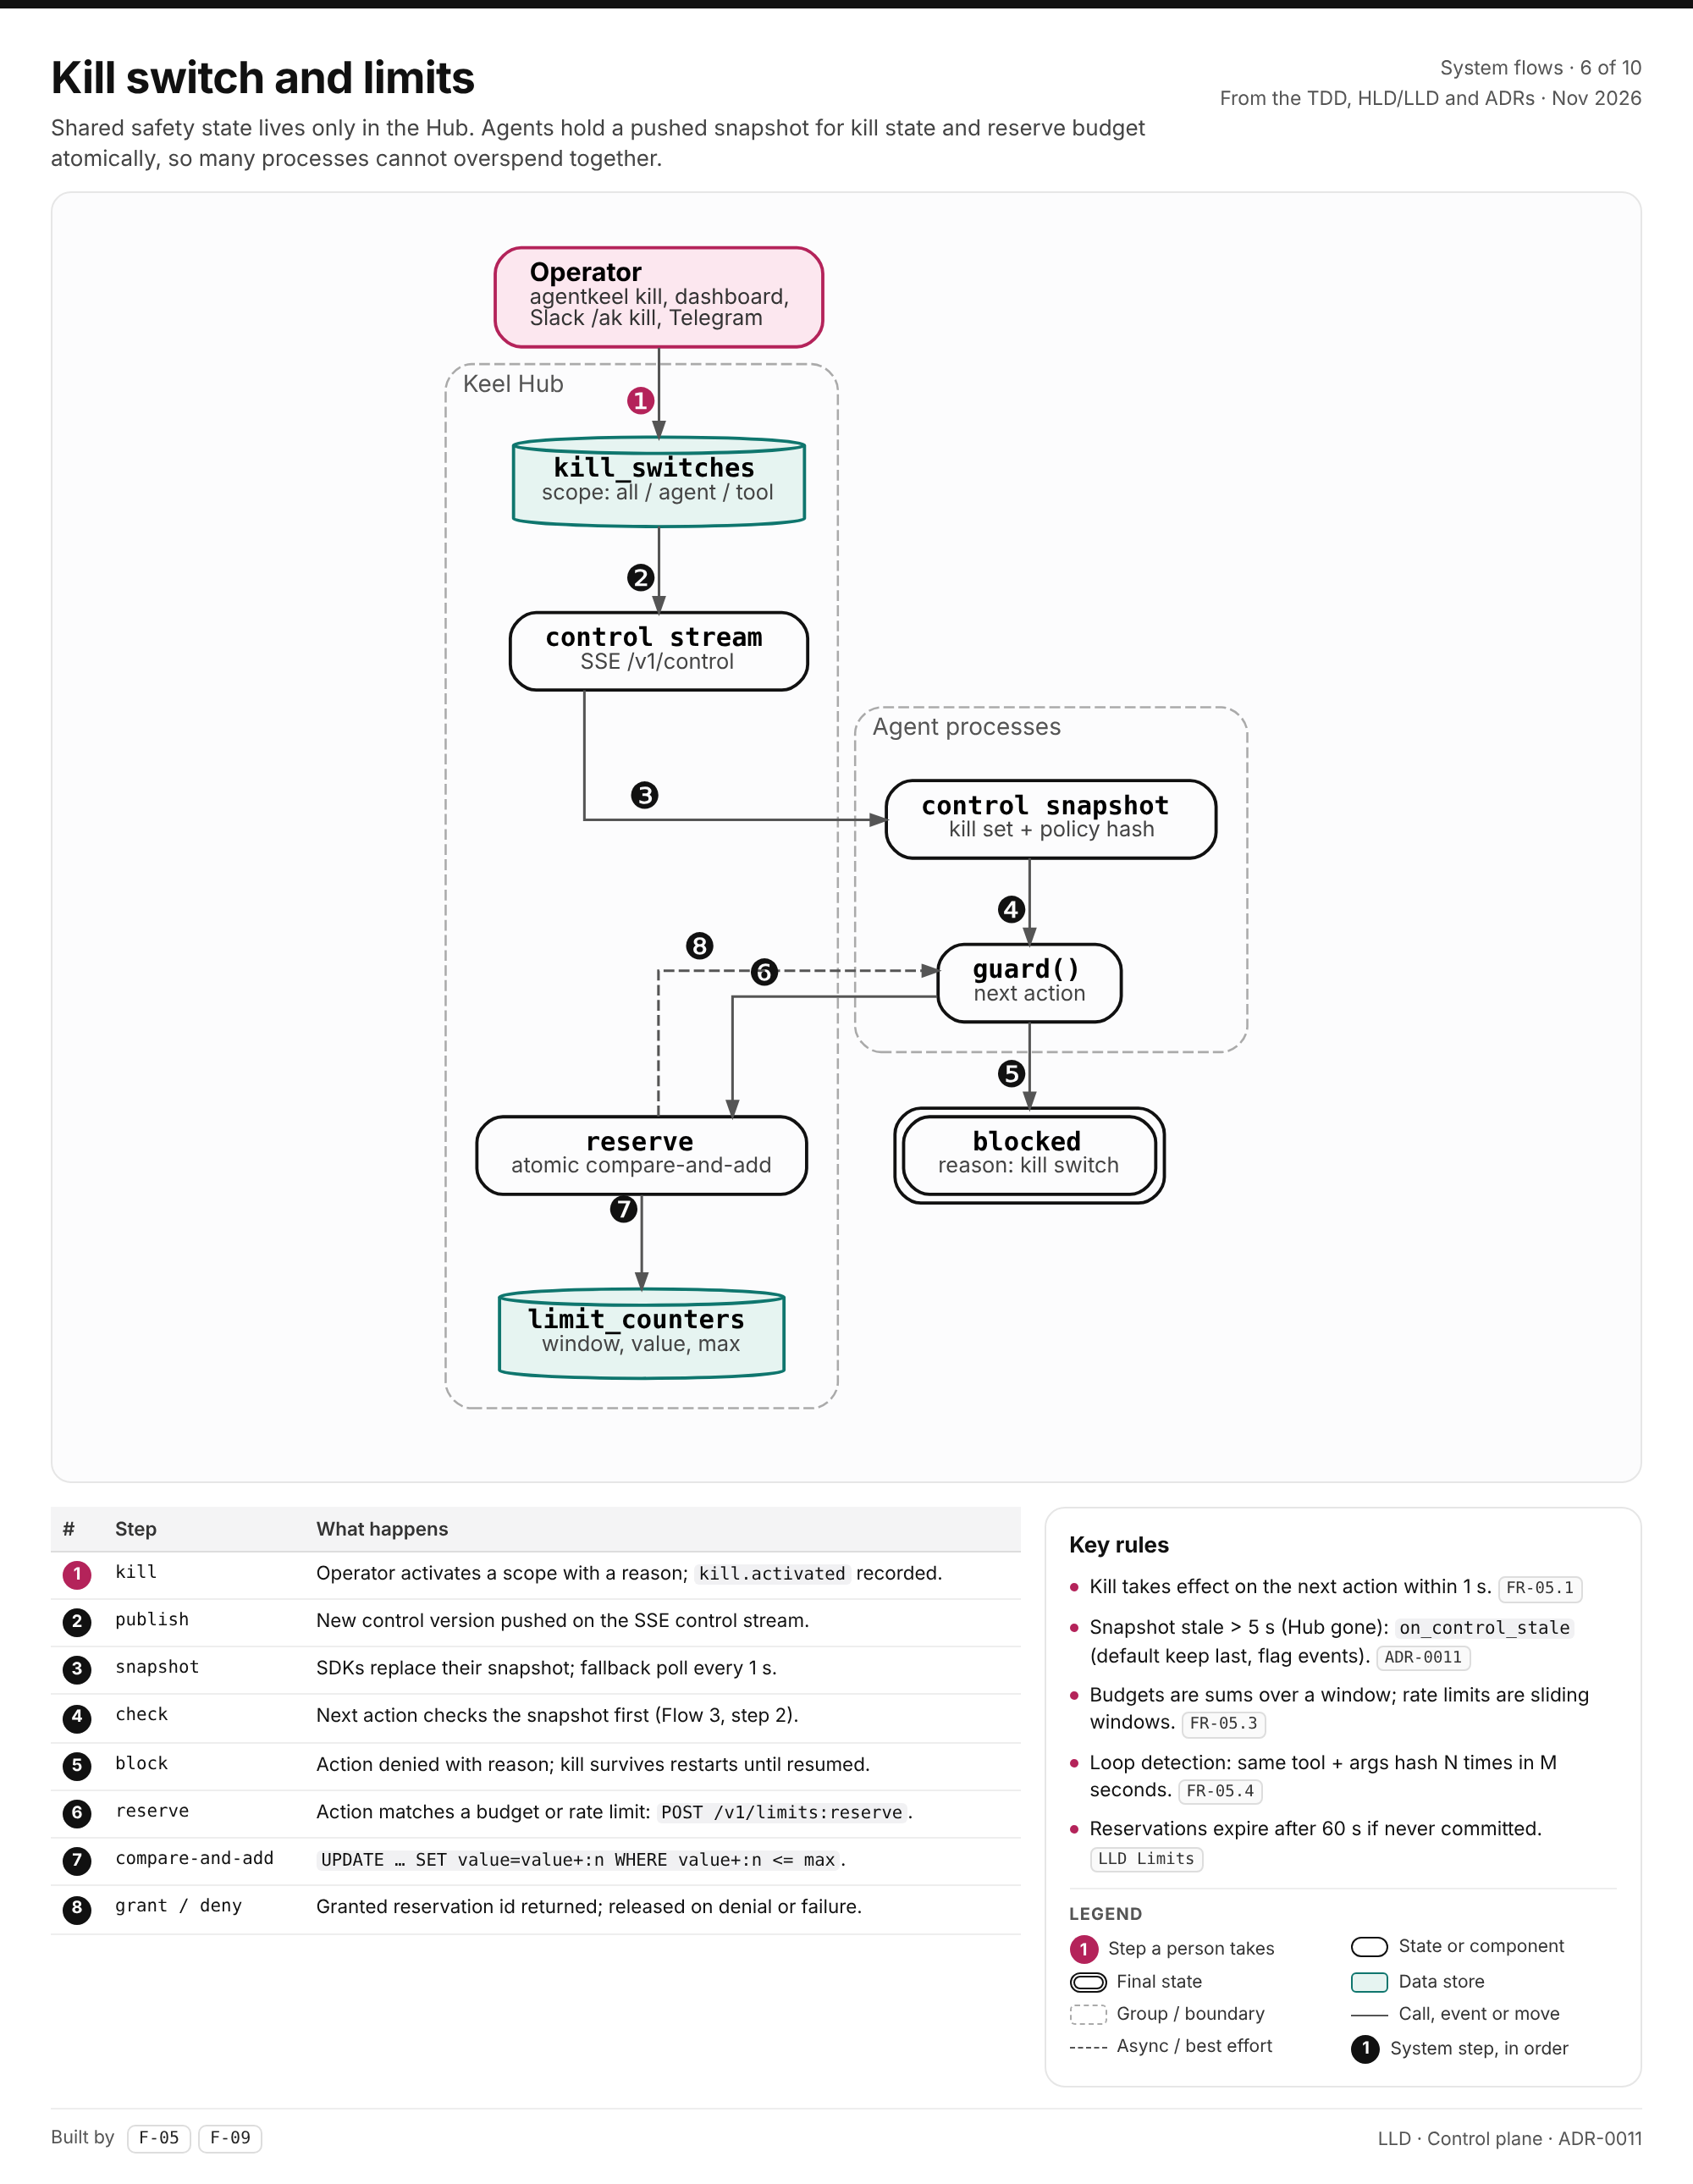 Kill switch and limits
System flows · 6 of 10
From the TDD, HLD/LLD and ADRs · Nov 2026
Shared safety state lives only in the Hub. Agents hold a pushed snapshot for kill state and reserve budget
atomically, so many processes cannot overspend together.
Operator
agentkeel kill, dashboard,
Slack /ak kill, Telegram
Keel Hub
1
kill_switches
scope: all / agent / tool
2
control stream
SSE /v1/control
Agent processes
3
control snapshot
kill set + policy hash
4
8
6
guard()
next action
5
reserve
atomic compare-and-add
blocked
reason: kill switch
7
limit_counters
window, value, max
# Step What happens
1 kill Operator activates a scope with a reason; kill.activated recorded.
2 publish New control version pushed on the SSE control stream.
3 snapshot SDKs replace their snapshot; fallback poll every 1 s.
4 check Next action checks the snapshot first (Flow 3, step 2).
5 block Action denied with reason; kill survives restarts until resumed.
6 reserve Action matches a budget or rate limit: POST /v1/limits:reserve.
7 compare-and-add UPDATE … SET value=value+:n WHERE value+:n <= max.
8 grant / deny Granted reservation id returned; released on denial or failure.
Key rules
Kill takes effect on the next action within 1 s. FR-05.1
Snapshot stale > 5 s (Hub gone): on_control_stale
(default keep last, flag events). ADR-0011
Budgets are sums over a window; rate limits are sliding
windows. FR-05.3
Loop detection: same tool + args hash N times in M
seconds. FR-05.4
Reservations expire after 60 s if never committed.
LLD Limits
LEGEND
1 Step a person takes
State or component
Final state
Data store
Group / boundary
Call, event or move
Async / best effort
1 System step, in order
Built by F-05 F-09
LLD · Control plane · ADR-0011